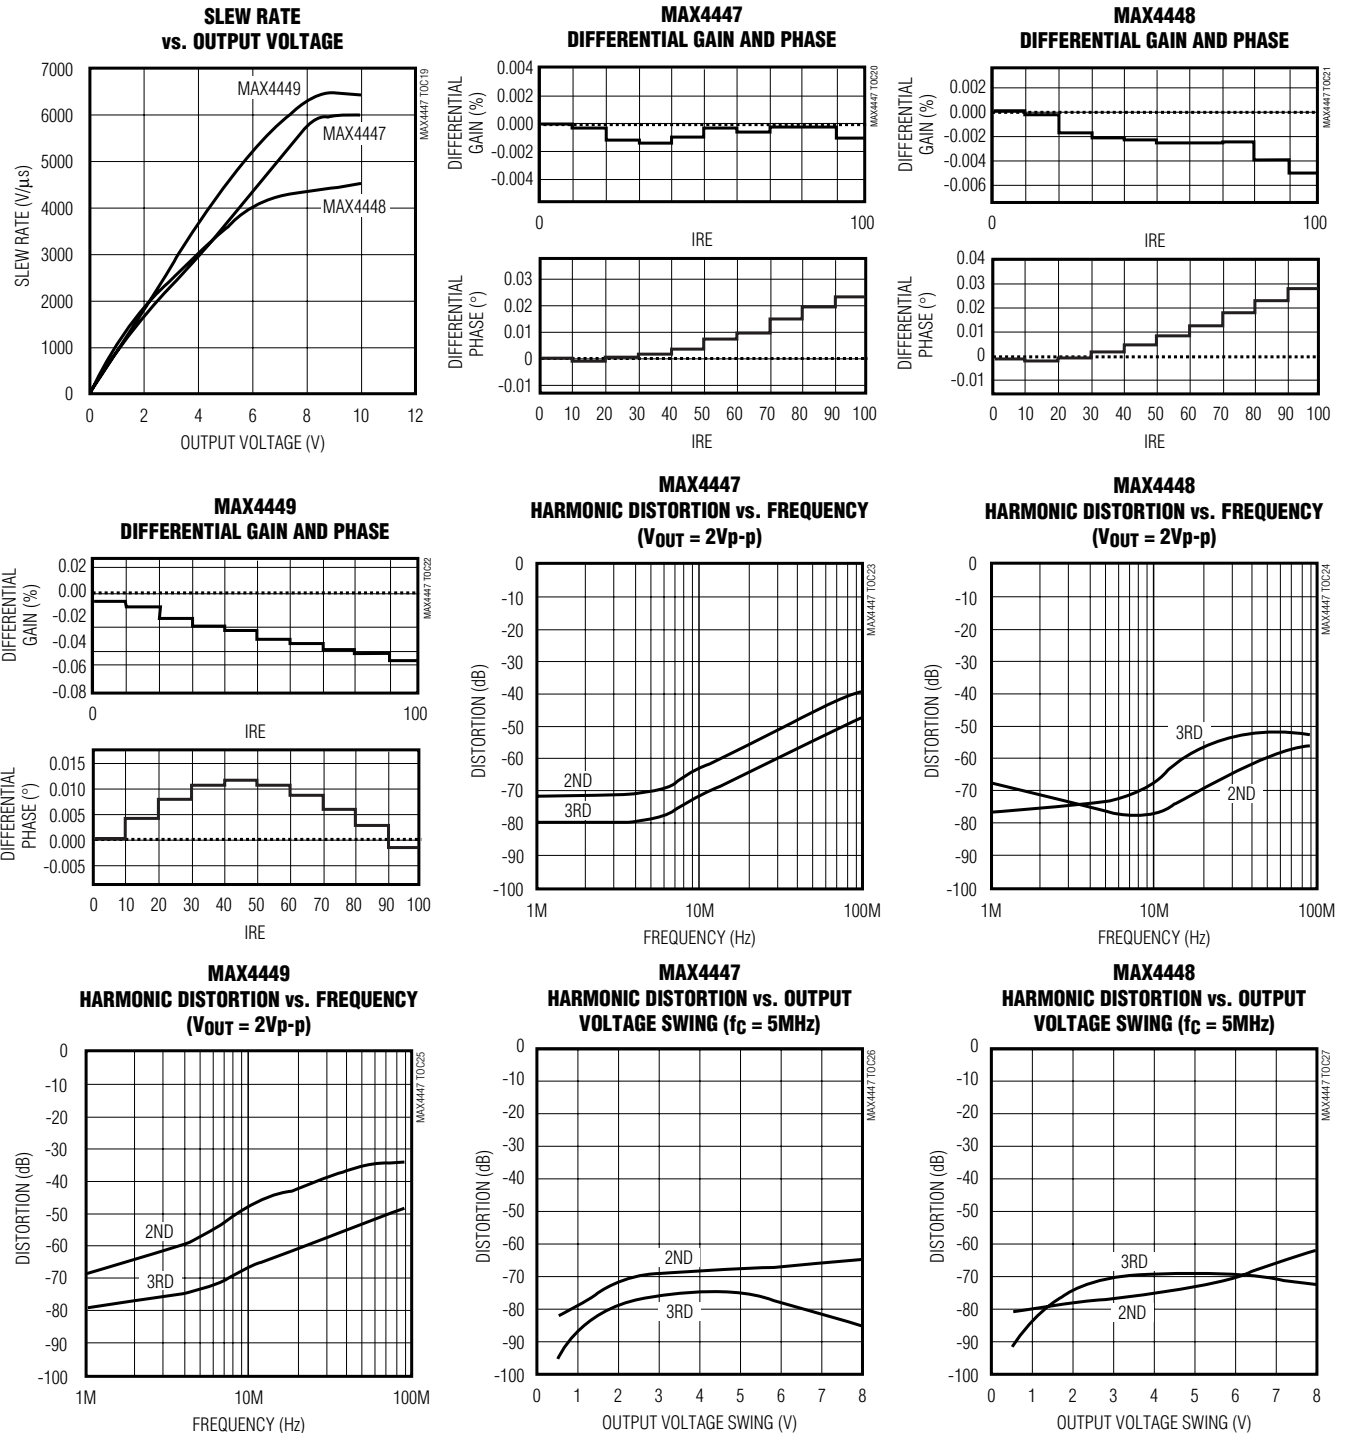 SLEW RATE
vs. OUTPUT VOLTAGE
7000
6000
5000
4000
3000
2000
1000
0
SLEW RATE (V/μs)
MAX4449
MAX4447
MAX4448
0 2 4 6 8 10 12
OUTPUT VOLTAGE (V)
MAX4447 TOC19
MAX4447
DIFFERENTIAL GAIN AND PHASE
0.004
0.002
0.000
-0.002
-0.004
DIFFERENTIAL
GAIN (%)
0 100
IRE
MAX4447 TOC20
0.03
0.02
0.01
0
-0.01
DIFFERENTIAL
PHASE (°)
0 10 20 30 40 50 60 70 80 90 100
IRE
MAX4448
DIFFERENTIAL GAIN AND PHASE
0.002
0.000
-0.002
-0.004
-0.006
DIFFERENTIAL
GAIN (%)
0 100
IRE
MAX4447 TOC21
0.04
0.03
0.02
0.01
0
-0.01
DIFFERENTIAL
PHASE (°)
0 10 20 30 40 50 60 70 80 90 100
IRE
MAX4449
DIFFERENTIAL GAIN AND PHASE
0.02
0.00
-0.02
-0.04
-0.06
-0.08
DIFFERENTIAL
GAIN (%)
0 100
IRE
MAX4447 TOC22
0.015
0.010
0.005
0.000
-0.005
DIFFERENTIAL
PHASE (°)
0 10 20 30 40 50 60 70 80 90 100
IRE
MAX4447
HARMONIC DISTORTION vs. FREQUENCY
(VOUT = 2Vp-p)
0
-10
-20
-30
-40
-50
-60
-70
-80
-90
-100
DISTORTION (dB)
2ND
3RD
1M 10M 100M
FREQUENCY (Hz)
MAX4447 TOC23
MAX4448
HARMONIC DISTORTION vs. FREQUENCY
(VOUT = 2Vp-p)
0
-10
-20
-30
-40
-50
-60
-70
-80
-90
-100
DISTORTION (dB)
3RD
2ND
1M 10M 100M
FREQUENCY (Hz)
MAX4447 TOC24
MAX4449
HARMONIC DISTORTION vs. FREQUENCY
(VOUT = 2Vp-p)
0
-10
-20
-30
-40
-50
-60
-70
-80
-90
-100
DISTORTION (dB)
2ND
3RD
1M 10M 100M
FREQUENCY (Hz)
MAX4447 TOC25
MAX4447
HARMONIC DISTORTION vs. OUTPUT
VOLTAGE SWING (fC = 5MHz)
0
-10
-20
-30
-40
-50
-60
-70
-80
-90
-100
DISTORTION (dB)
2ND
3RD
0 1 2 3 4 5 6 7 8
OUTPUT VOLTAGE SWING (V)
MAX4447 TOC26
MAX4448
HARMONIC DISTORTION vs. OUTPUT
VOLTAGE SWING (fC = 5MHz)
0
-10
-20
-30
-40
-50
-60
-70
-80
-90
-100
DISTORTION (dB)
3RD
2ND
0 1 2 3 4 5 6 7 8
OUTPUT VOLTAGE SWING (V)
MAX4447 TOC27